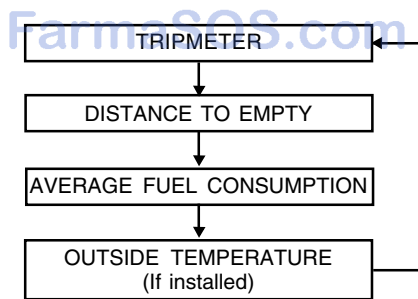 FarmaSOS.com
TRIPMETER
DISTANCE TO EMPTY
AVERAGE FUEL CONSUMPTION
OUTSIDE TEMPERATURE
(If installed)